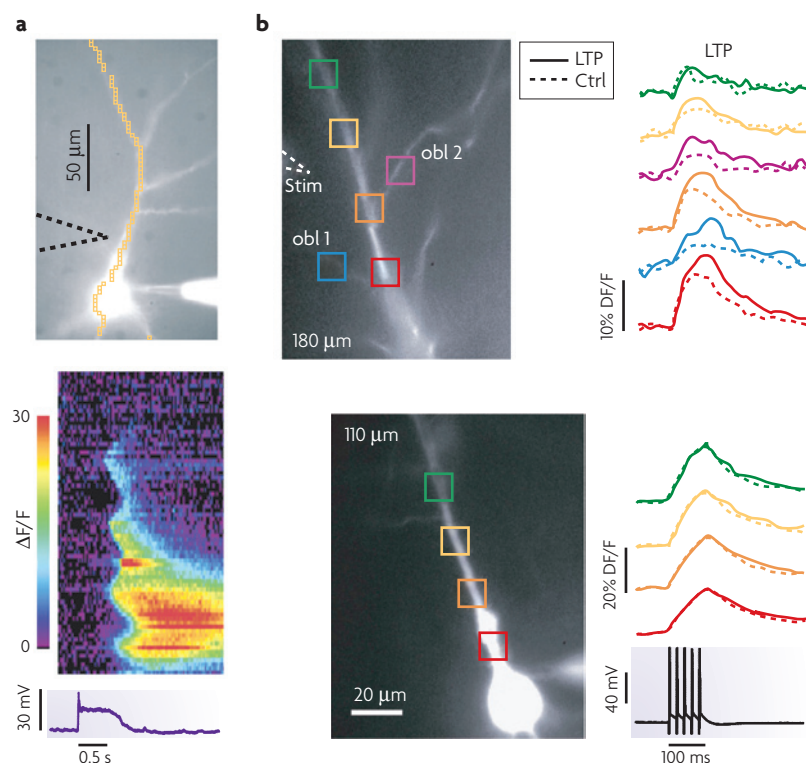 a
50 µm
30
ΔF/F
0
30 mV
0.5 s
b
Stim
obl 1
obl 2
180 µm
LTP
Ctrl
LTP
10% DF/F
110 µm
20 µm
20% DF/F
40 mV
100 ms